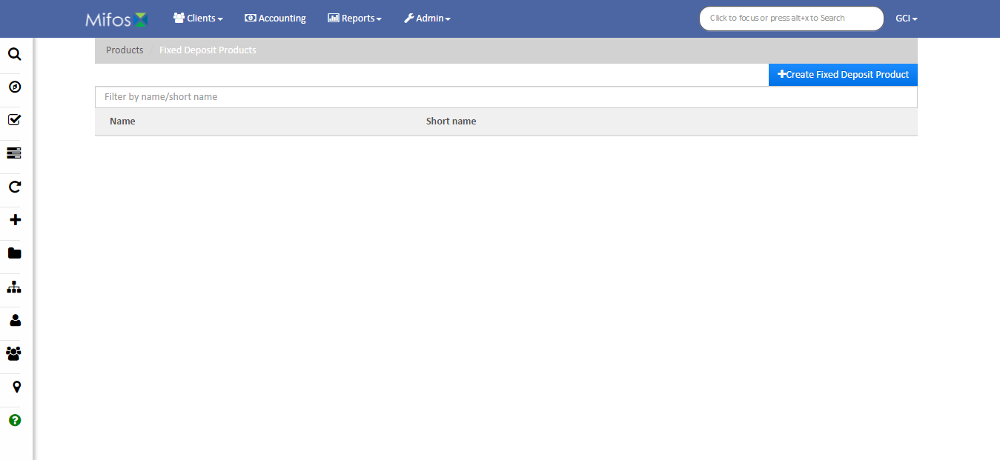 Mifos Clients Accounting Reports Admin Click to focus or press alt+x to Search GCI
Products / Fixed Deposit Products
Create Fixed Deposit Product
Filter by name/short name
Name Short name